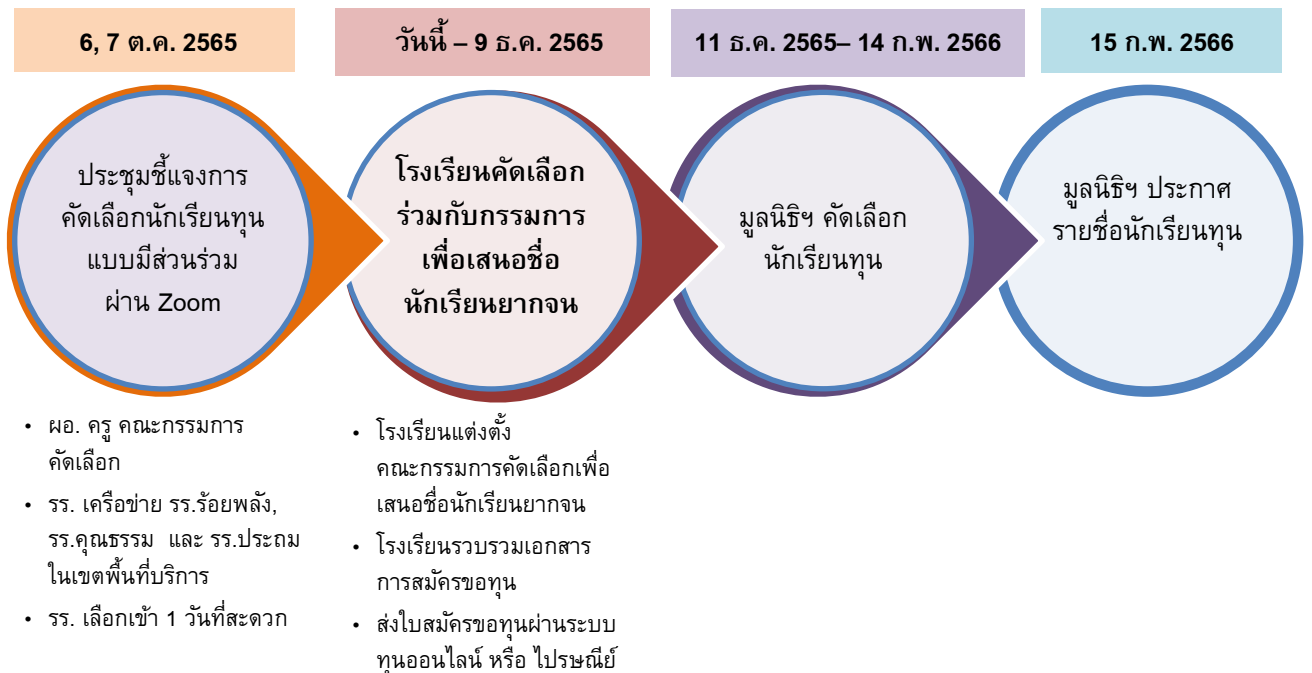 6, 7 ต.ค. 2565
วันนี้ – 9 ธ.ค. 2565
11 ธ.ค. 2565– 14 ก.พ. 2566
15 ก.พ. 2566
ประชุมชี้แจงการ
คัดเลือกนักเรียนทุน
แบบมีส่วนร่วม
ผ่าน Zoom
โรงเรียนคัดเลือก
ร่วมกับกรรมการ
เพื่อเสนอชื่อ
นักเรียนยากจน
มูลนิธิฯ คัดเลือก
นักเรียนทุน
มูลนิธิฯ ประกาศ
รายชื่อนักเรียนทุน
• ผอ. ครู คณะกรรมการ
คัดเลือก
• รร. เครือข่าย รร.ร้อยพลัง,
รร.คุณธรรม และ รร.ประถม
ในเขตพื้นที่บริการ
• รร. เลือกเข้า 1 วันที่สะดวก
• โรงเรียนแต่งตั้ง
คณะกรรมการคัดเลือกเพื่อ
เสนอชื่อนักเรียนยากจน
• โรงเรียนรวบรวมเอกสาร
การสมัครขอทุน
• ส่งใบสมัครขอทุนผ่านระบบ
ทุนออนไลน์ หรือ ไปรษณีย์